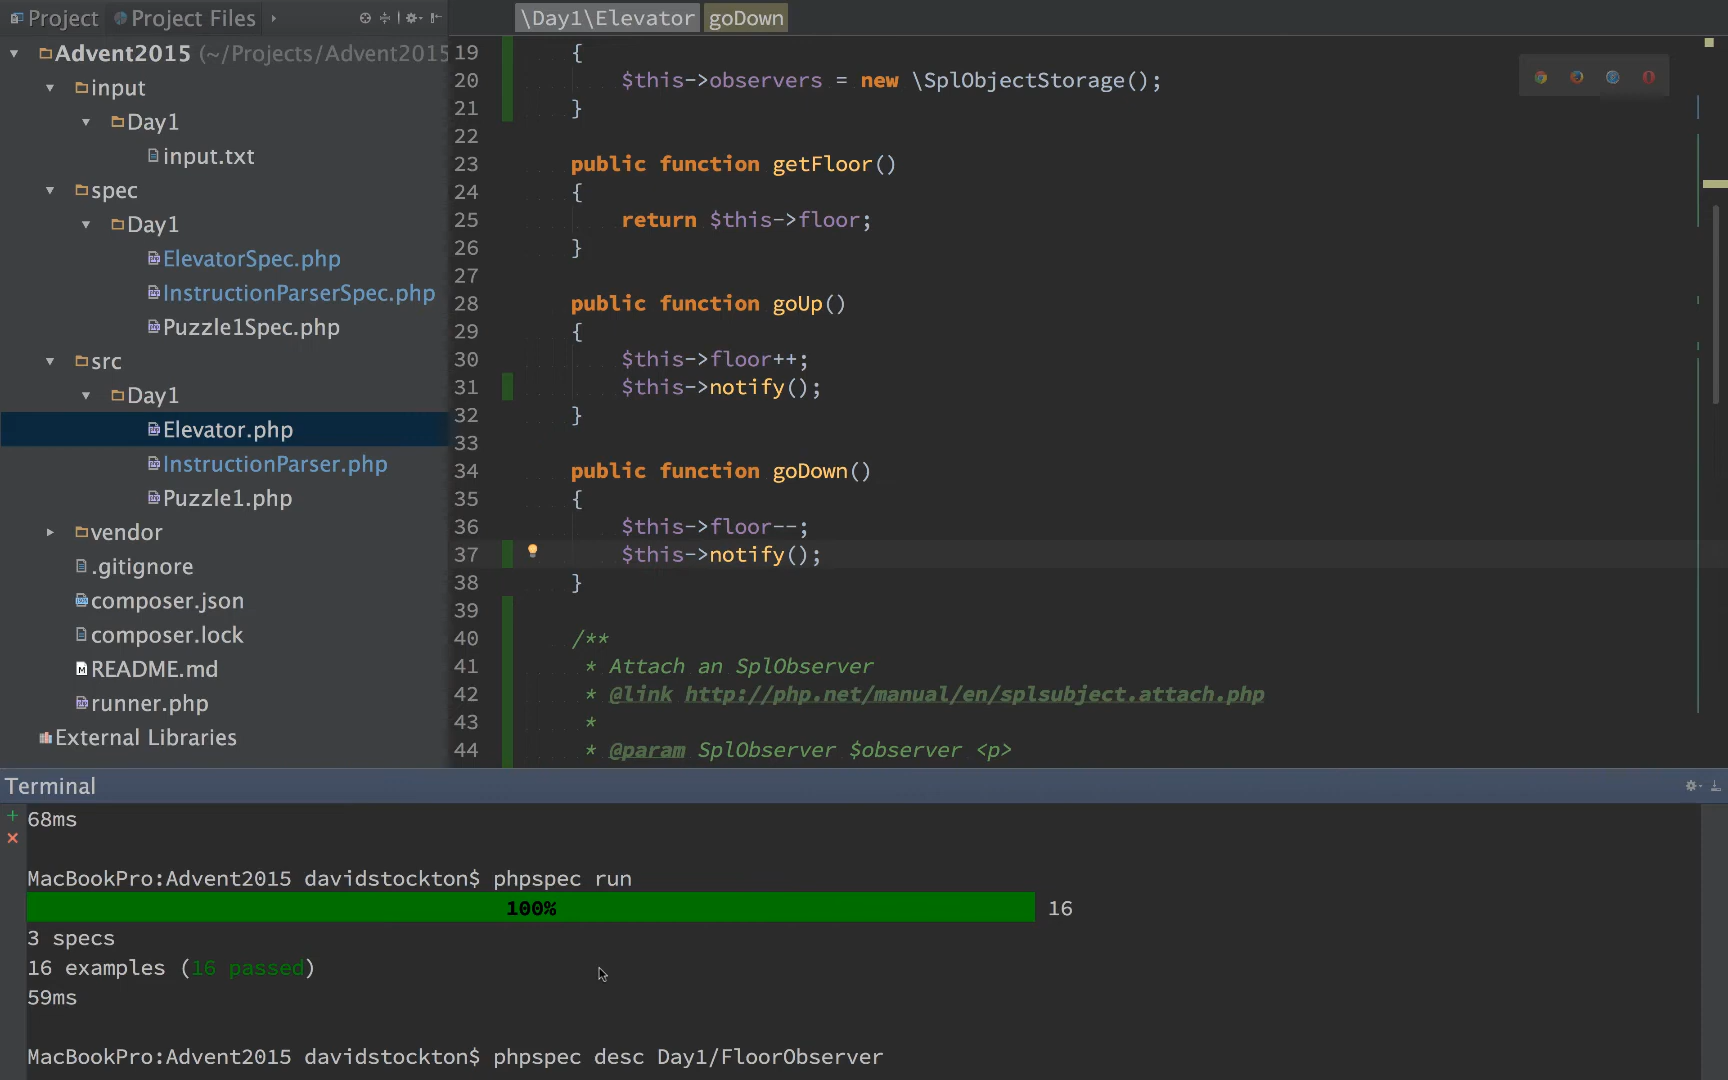 Project Project Files
\Day1\Elevator goDown
Advent2015 (~/Projects/Advent2015
input
Day1
input.txt
spec
Day1
ElevatorSpec.php
InstructionParserSpec.php
Puzzle1Spec.php
src
Day1
Elevator.php
InstructionParser.php
Puzzle1.php
vendor
.gitignore
composer.json
composer.lock
README.md
runner.php
External Libraries
19 {
20 $this->observers = new \SplObjectStorage();
21 }
22
23 public function getFloor()
24 {
25 return $this->floor;
26 }
27
28 public function goUp()
29 {
30 $this->floor++;
31 $this->notify();
32 }
33
34 public function goDown()
35 {
36 $this->floor--;
37 $this->notify();
38 }
39
40 /**
41 * Attach an SplObserver
42 * @link http://php.net/manual/en/splsubject.attach.php
43 *
44 * @param SplObserver $observer <p>
Terminal
68ms
MacBookPro:Advent2015 davidstockton$ phpspec run
100% 16
3 specs
16 examples (16 passed)
59ms
MacBookPro:Advent2015 davidstockton$ phpspec desc Day1/FloorObserver